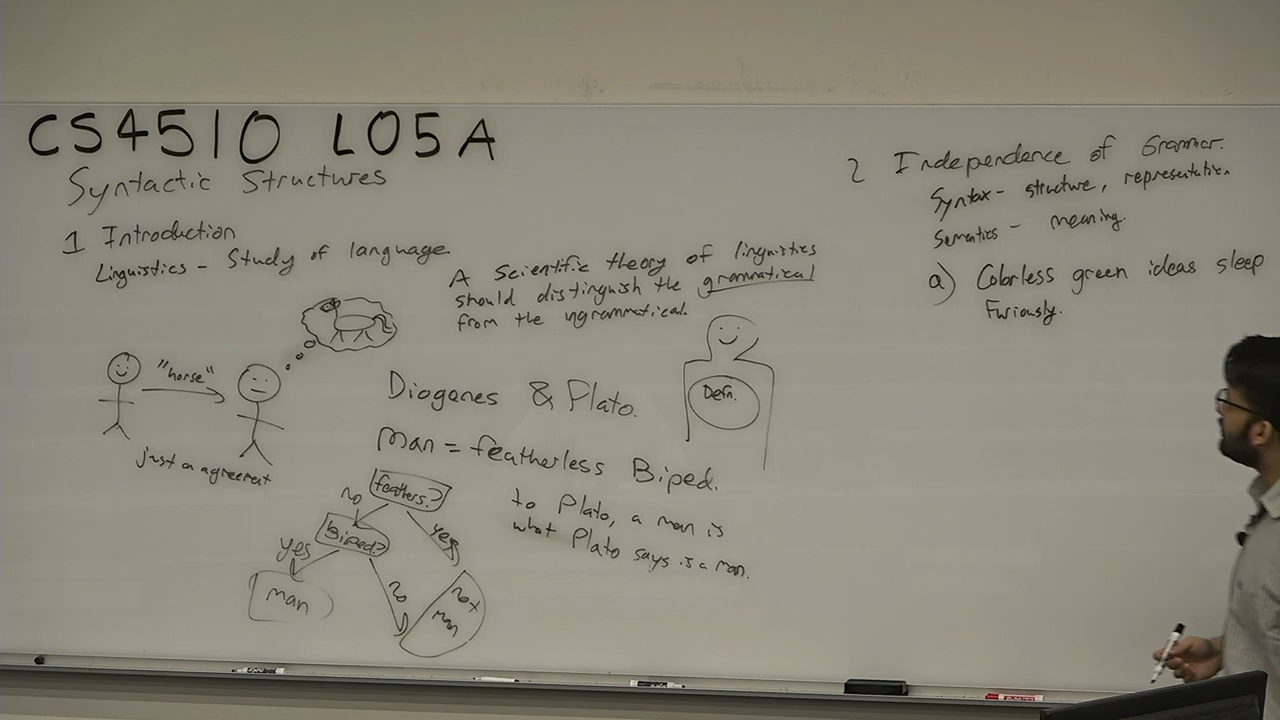 CS4510 L05A
Syntactic Structures
1 Introduction
Linguistics - Study of language
A scientific theory of linguistics
should distinguish the grammatical
from the ungrammatical.
"horse"
just an agreement
Diogenes & Plato.
Defn.
Man = featherless Biped.
feathers?
no
yes
Biped?
yes
no
man
not
man
to Plato, a man is
what Plato says is a man.
2 Independence of Grammar.
Syntax - structure, representation.
Semantics - meaning.
a) Colorless green ideas sleep
Furiously.